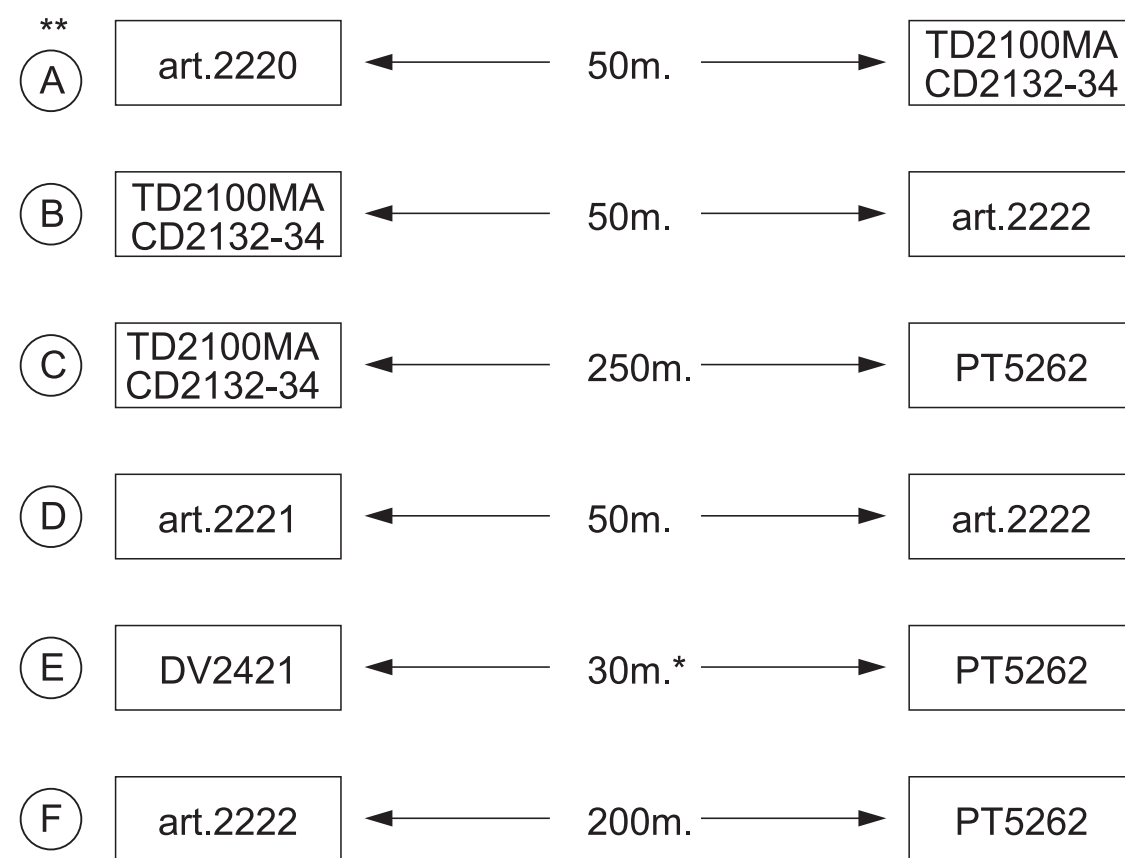 **
A
art.2220
50m.
TD2100MA
CD2132-34
B
TD2100MA
CD2132-34
50m.
art.2222
C
TD2100MA
CD2132-34
250m.
PT5262
D
art.2221
50m.
art.2222
E
DV2421
30m.*
PT5262
F
art.2222
200m.
PT5262